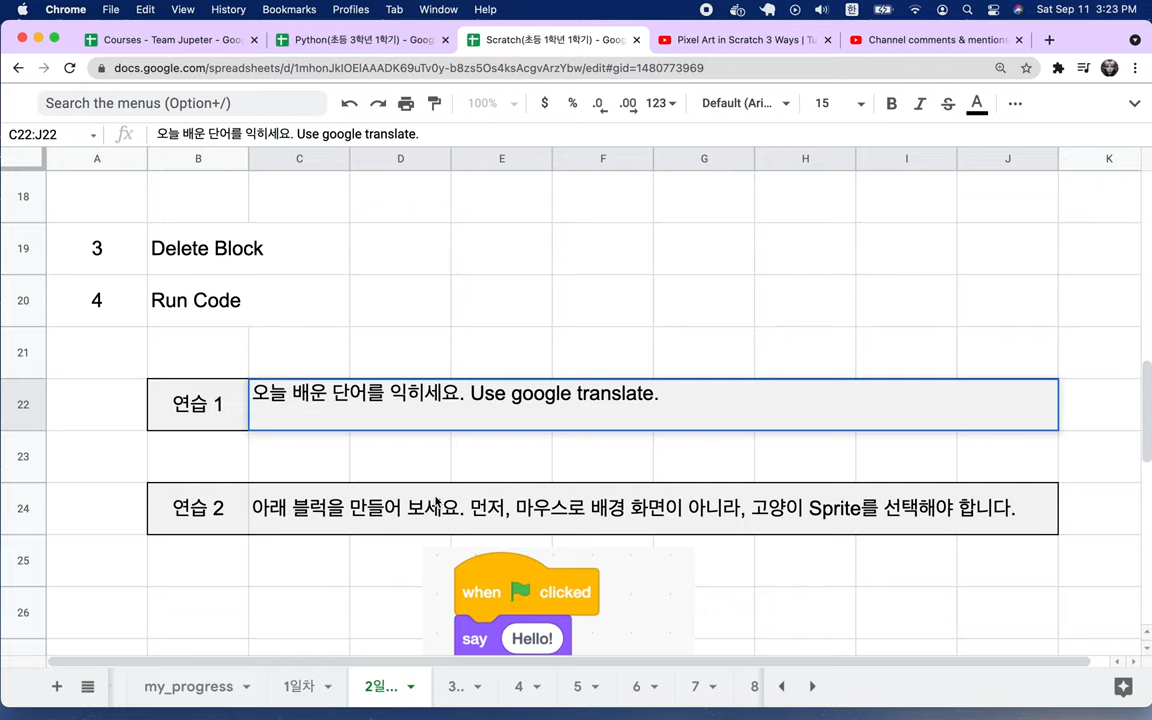 Chrome File Edit View History Bookmarks Profiles Tab Window Help 한 Sat Sep 11 3:23 PM
Courses - Team Jupeter - Goo Python(초등 3학년 1학기) - Goog Scratch(초등 1학년 1학기) - Goo Pixel Art in Scratch 3 Ways | Tu Channel comments & mentions
docs.google.com/spreadsheets/d/1mhonJklOElAAADK69uTv0y-b8zs5Os4ksAcgvArzYbw/edit#gid=1480773969
Search the menus (Option+/) 100% $ % .0 .00 123 Default (Ari... 15 B I S A
C22:J22 fx 오늘 배운 단어를 익히세요. Use google translate.
A B C D E F G H I J K
18
19 3 Delete Block
20 4 Run Code
21
22 연습 1 오늘 배운 단어를 익히세요. Use google translate.
23
24 연습 2 아래 블럭을 만들어 보세요. 먼저, 마우스로 배경 화면이 아니라, 고양이 Sprite를 선택해야 합니다.
25
when clicked
26
say Hello!
my_progress 1일차 2일... 3.. 4 5 6 7 8